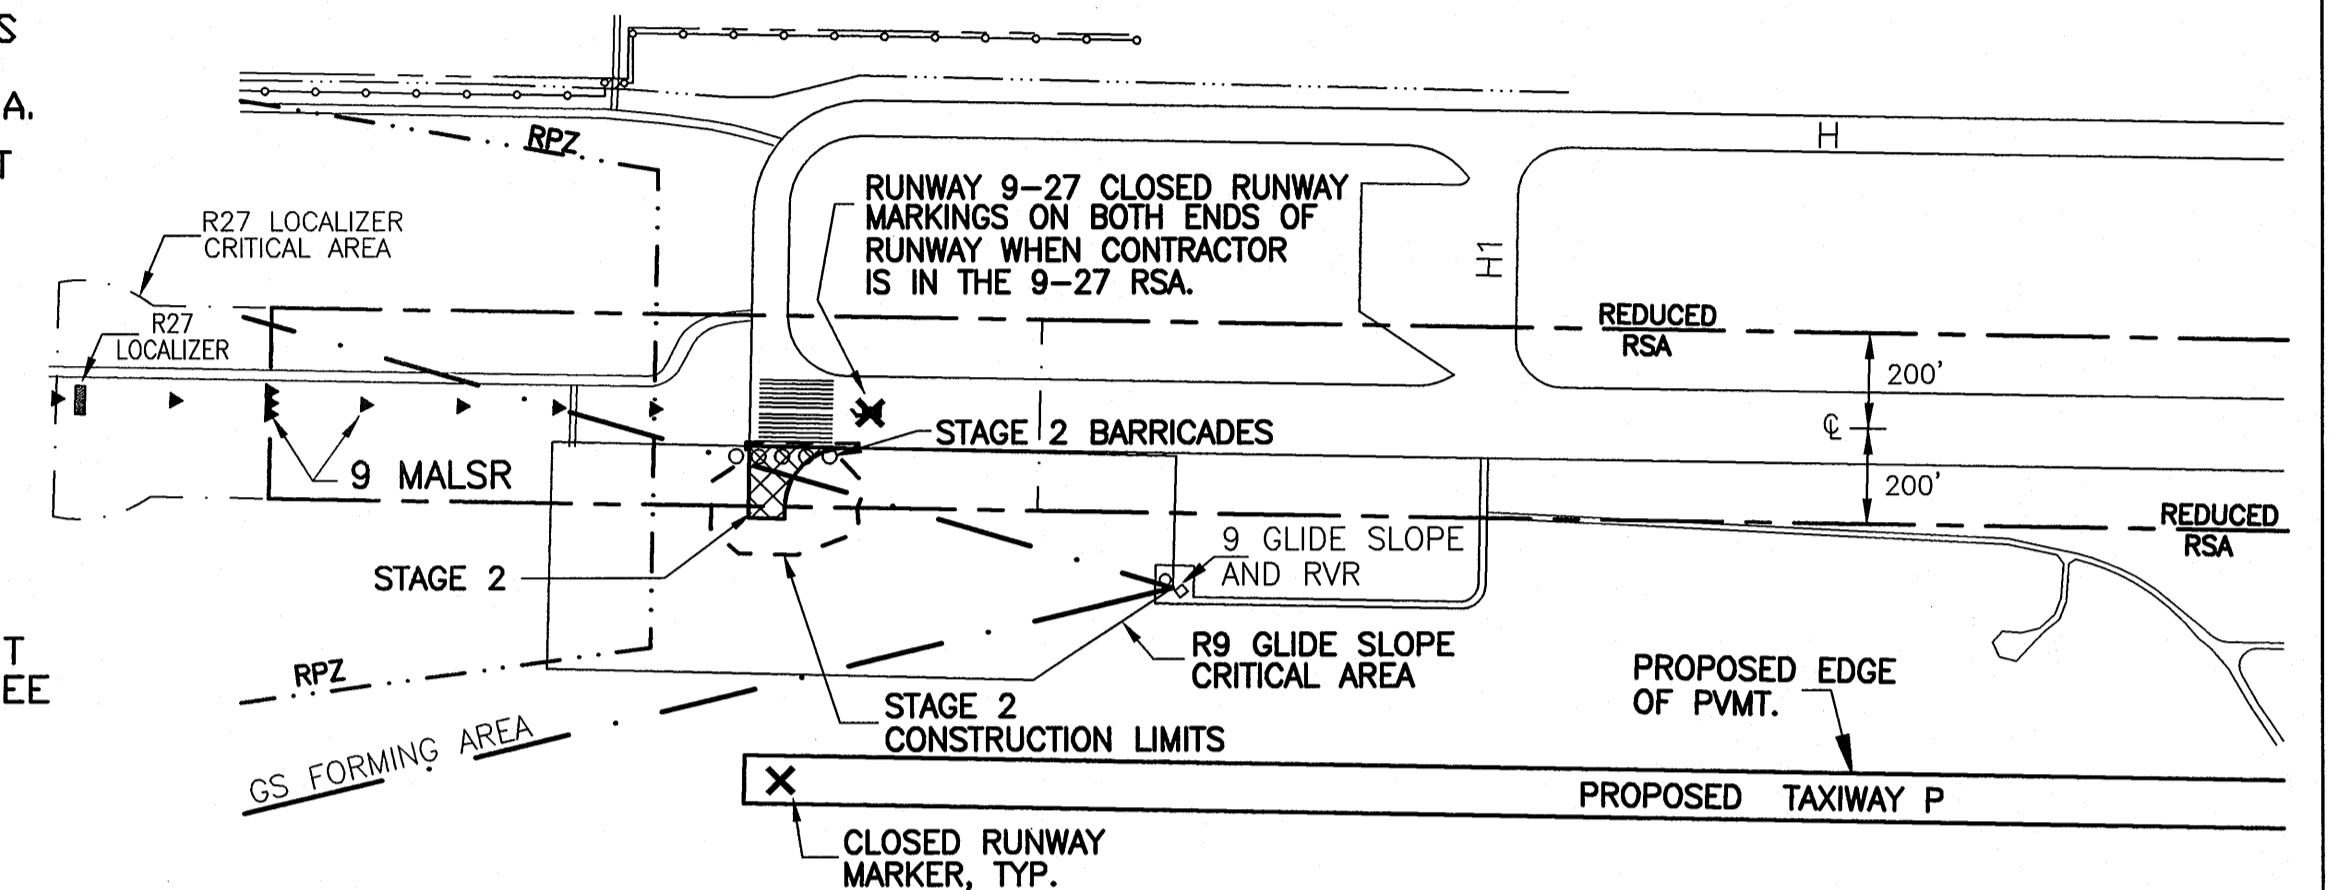 S
A.
T
RPZ
H
RUNWAY 9-27 CLOSED RUNWAY
MARKINGS ON BOTH ENDS OF
RUNWAY WHEN CONTRACTOR
IS IN THE 9-27 RSA.
R27 LOCALIZER
CRITICAL AREA
H1
R27
LOCALIZER
REDUCED
RSA
200'
℄
200'
STAGE 2 BARRICADES
9 MALSR
REDUCED
RSA
9 GLIDE SLOPE
AND RVR
STAGE 2
R9 GLIDE SLOPE
CRITICAL AREA
T
EE
RPZ
PROPOSED EDGE
OF PVMT.
STAGE 2
CONSTRUCTION LIMITS
GS FORMING AREA
PROPOSED TAXIWAY P
CLOSED RUNWAY
MARKER, TYP.